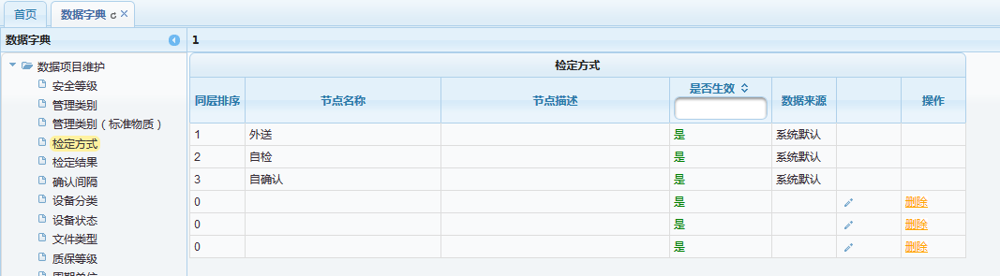 首页
数据字典
数据字典
1
数据项目维护
安全等级
管理类别
管理类别（标准物质）
检定方式
检定结果
确认间隔
设备分类
设备状态
文件类型
质保等级
周期单位
检定方式
同层排序 节点名称 节点描述 是否生效 数据来源 操作
1 外送 是 系统默认
2 自检 是 系统默认
3 自确认 是 系统默认
0 是 删除
0 是 删除
0 是 删除